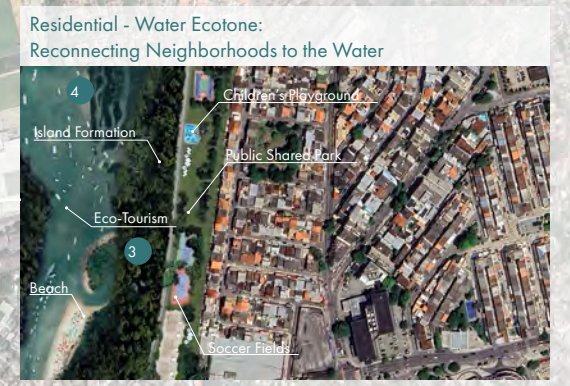 Residential - Water Ecotone:
Reconnecting Neighborhoods to the Water
4
Children's Playground
Island Formation
Public Shared Park
Eco-Tourism
3
Beach
Soccer Fields